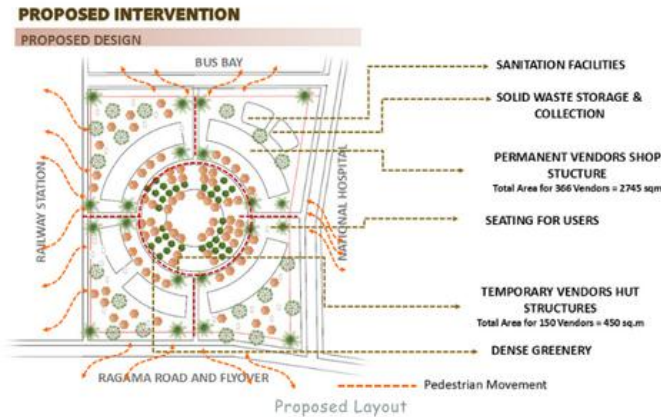 PROPOSED INTERVENTION
PROPOSED DESIGN
BUS BAY
RAILWAY STATION
NATIONAL HOSPITAL
RAGAMA ROAD AND FLYOVER
SANITATION FACILITIES
SOLID WASTE STORAGE &
COLLECTION
PERMANENT VENDORS SHOP
STUCTURE
Total Area for 366 Vendors = 2745 sqm
SEATING FOR USERS
TEMPORARY VENDORS HUT
STRUCTURES
Total Area for 150 Vendors = 450 sq.m
DENSE GREENERY
Pedestrian Movement
Proposed Layout